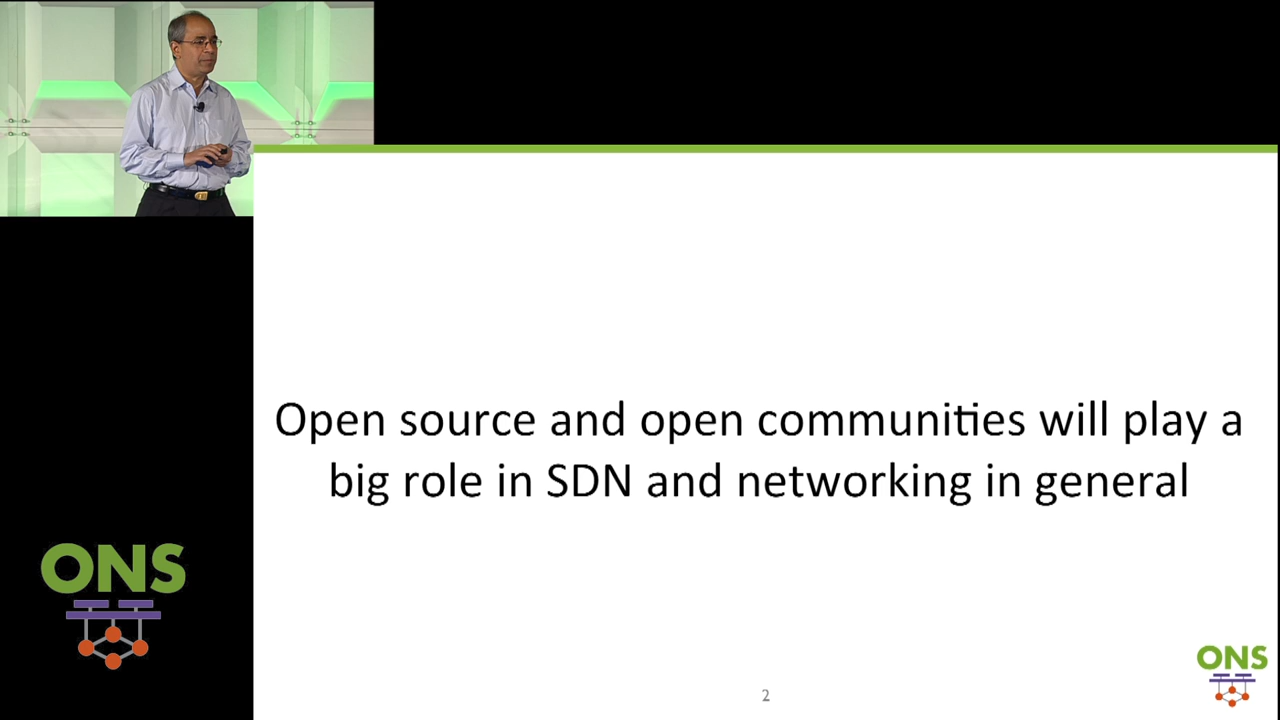 Open source and open communities will play a
big role in SDN and networking in general
ONS
ONS
2